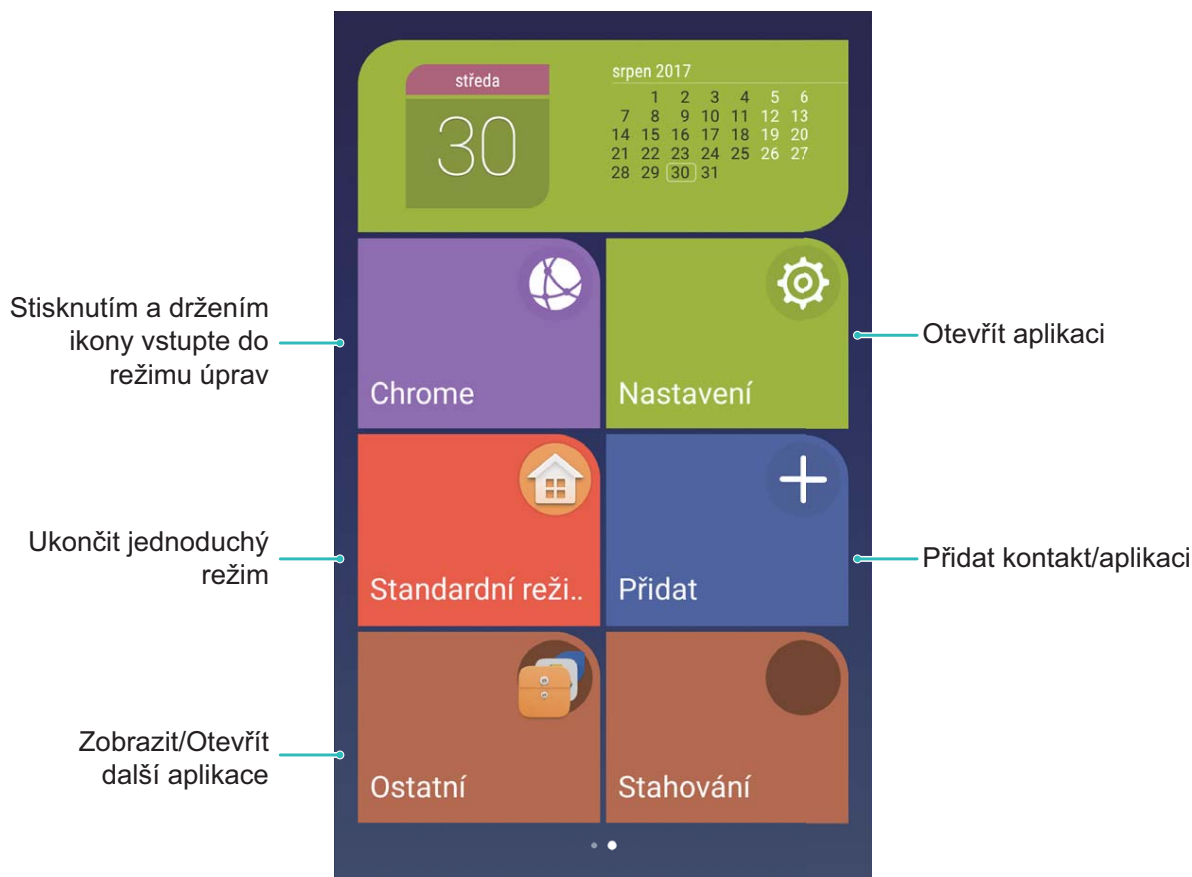 středa
30
srpen 2017
1 2 3 4 5 6
7 8 9 10 11 12 13
14 15 16 17 18 19 20
21 22 23 24 25 26 27
28 29 30 31
Stisknutím a držením
ikony vstupte do
režimu úprav
Chrome
Nastavení
Otevřít aplikaci
Ukončit jednoduchý
režim
Standardní reži..
Přidat
Přidat kontakt/aplikaci
Zobrazit/Otevřít
další aplikace
Ostatní
Stahování